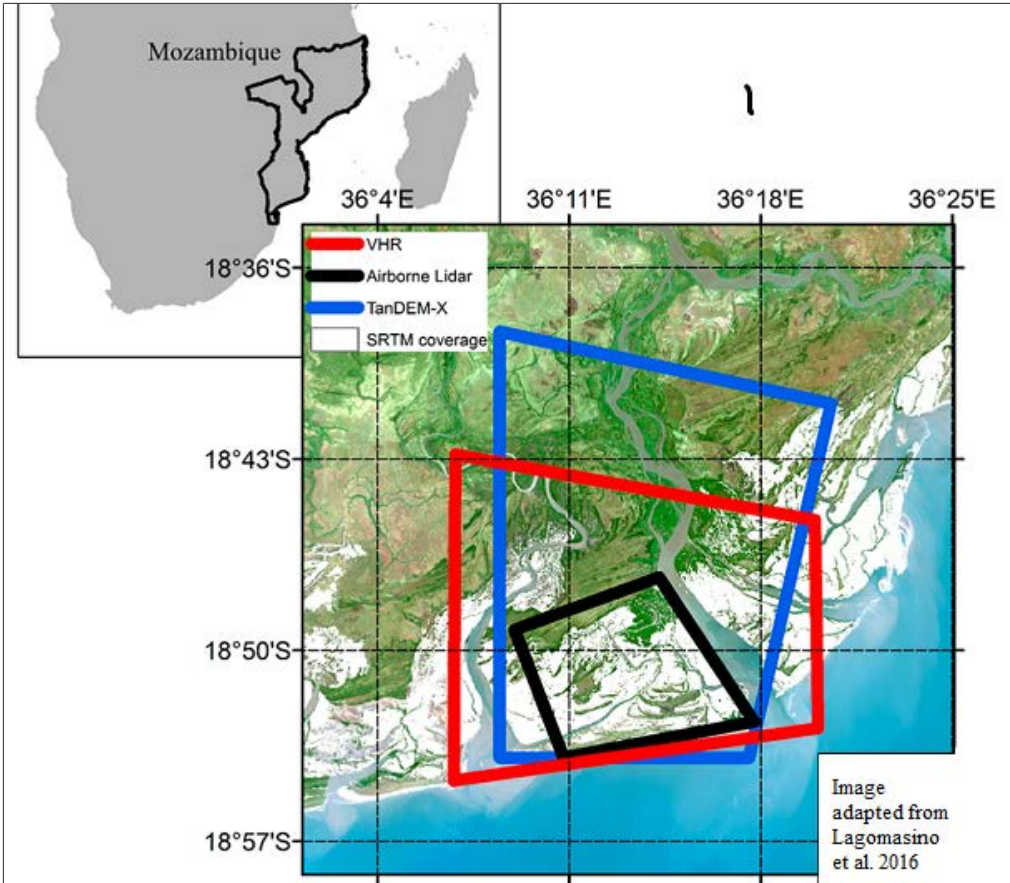 Mozambique
36°4'E 36°11'E 36°18'E 36°25'E
VHR
18°36'S
Airborne Lidar
TanDEM-X
SRTM coverage
18°43'S
18°50'S
18°57'S
Image
adapted from
Lagomasino
et al. 2016